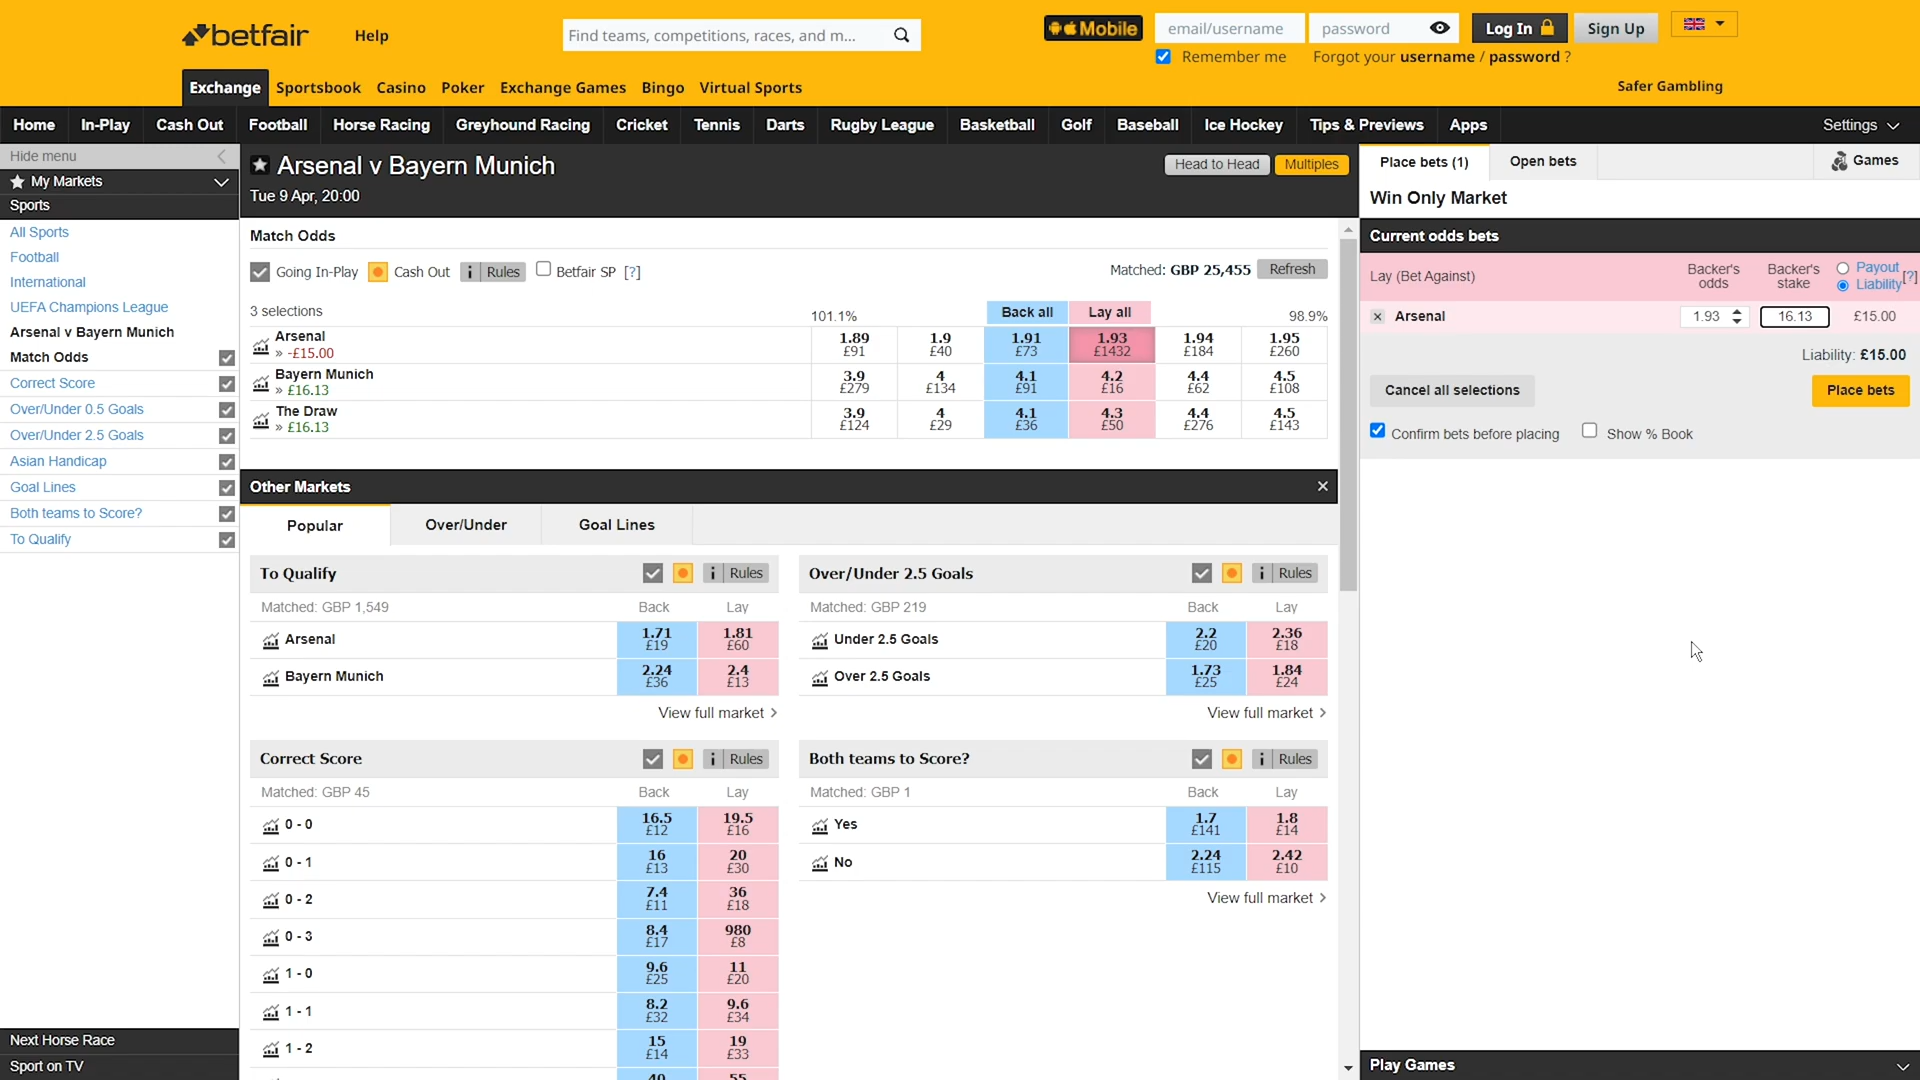 betfair
Help
Find teams, competitions, races, and m...
Mobile
email/username
password
Log In
Sign Up
Remember me
Forgot your username / password ?
Exchange
Sportsbook
Casino
Poker
Exchange Games
Bingo
Virtual Sports
Safer Gambling
Home
In-Play
Cash Out
Football
Horse Racing
Greyhound Racing
Cricket
Tennis
Darts
Rugby League
Basketball
Golf
Baseball
Ice Hockey
Tips & Previews
Apps
Settings
Hide menu
My Markets
Sports
All Sports
Football
International
UEFA Champions League
Arsenal v Bayern Munich
Match Odds
Correct Score
Over/Under 0.5 Goals
Over/Under 2.5 Goals
Asian Handicap
Goal Lines
Both teams to Score?
To Qualify
Next Horse Race
Sport on TV
Arsenal v Bayern Munich
Tue 9 Apr, 20:00
Head to Head
Multiples
Match Odds
Going In-Play
Cash Out
i Rules
Betfair SP [?]
Matched: GBP 25,455
Refresh
3 selections
101.1%
Back all
Lay all
98.9%
Arsenal
» -£15.00
1.89 1.9 1.91 1.93 1.94 1.95
£91 £40 £73 £1432 £184 £260
Bayern Munich
» £16.13
3.9 4 4.1 4.2 4.4 4.5
£279 £134 £91 £16 £62 £108
The Draw
» £16.13
3.9 4 4.1 4.3 4.4 4.5
£124 £29 £36 £50 £276 £143
Other Markets
Popular
Over/Under
Goal Lines
To Qualify
i Rules
Matched: GBP 1,549
Back
Lay
Arsenal
1.71 1.81
£19 £60
Bayern Munich
2.24 2.4
£36 £13
View full market
Over/Under 2.5 Goals
i Rules
Matched: GBP 219
Back
Lay
Under 2.5 Goals
2.2 2.36
£20 £18
Over 2.5 Goals
1.73 1.84
£25 £24
View full market
Correct Score
i Rules
Matched: GBP 45
Back
Lay
0 - 0
16.5 19.5
£12 £16
0 - 1
16 20
£13 £30
0 - 2
7.4 36
£11 £18
0 - 3
8.4 980
£17 £8
1 - 0
9.6 11
£25 £20
1 - 1
8.2 9.6
£32 £34
1 - 2
15 19
£14 £33
Both teams to Score?
i Rules
Matched: GBP 1
Back
Lay
Yes
1.7 1.8
£141 £14
No
2.24 2.42
£115 £10
View full market
Place bets (1)
Open bets
Games
Win Only Market
Current odds bets
Lay (Bet Against)
Backer's odds
Backer's stake
Payout
Liability
[?]
Arsenal
1.93
16.13
£15.00
Liability: £15.00
Cancel all selections
Place bets
Confirm bets before placing
Show % Book
Play Games